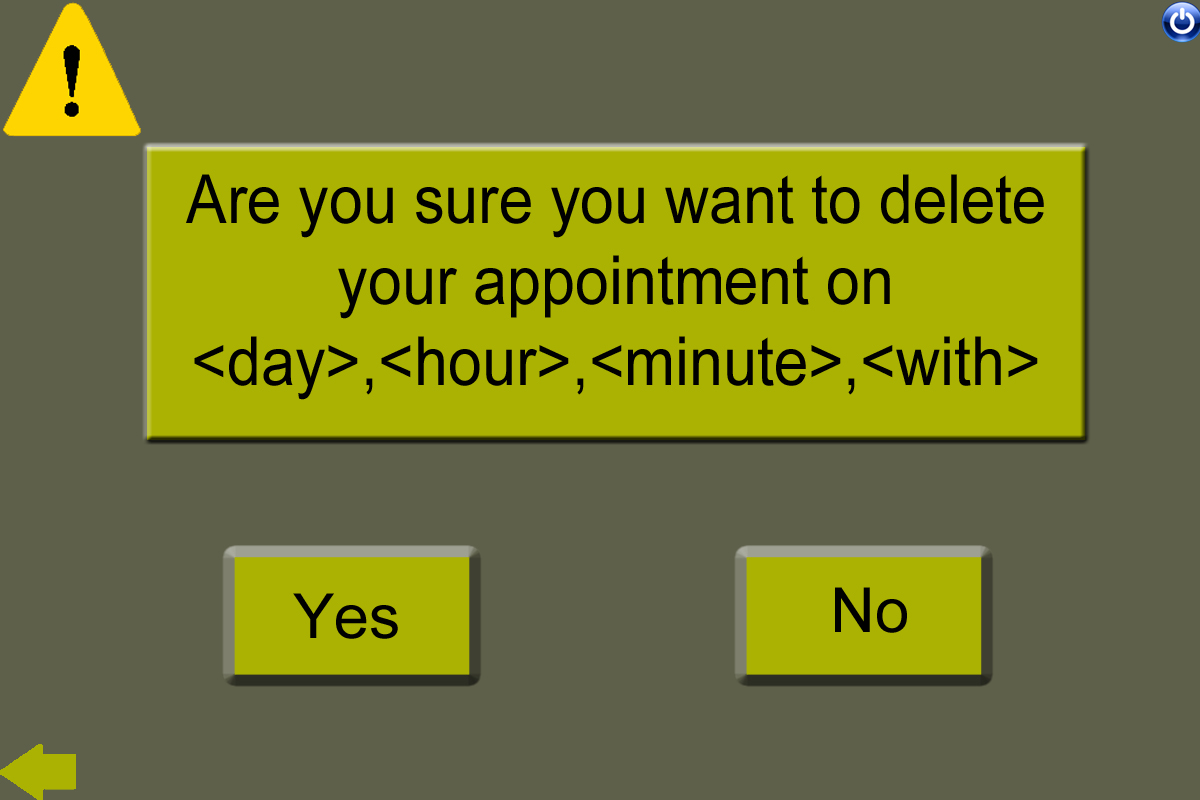 Are you sure you want to delete
your appointment on
<day>,<hour>,<minute>,<with>
Yes
No